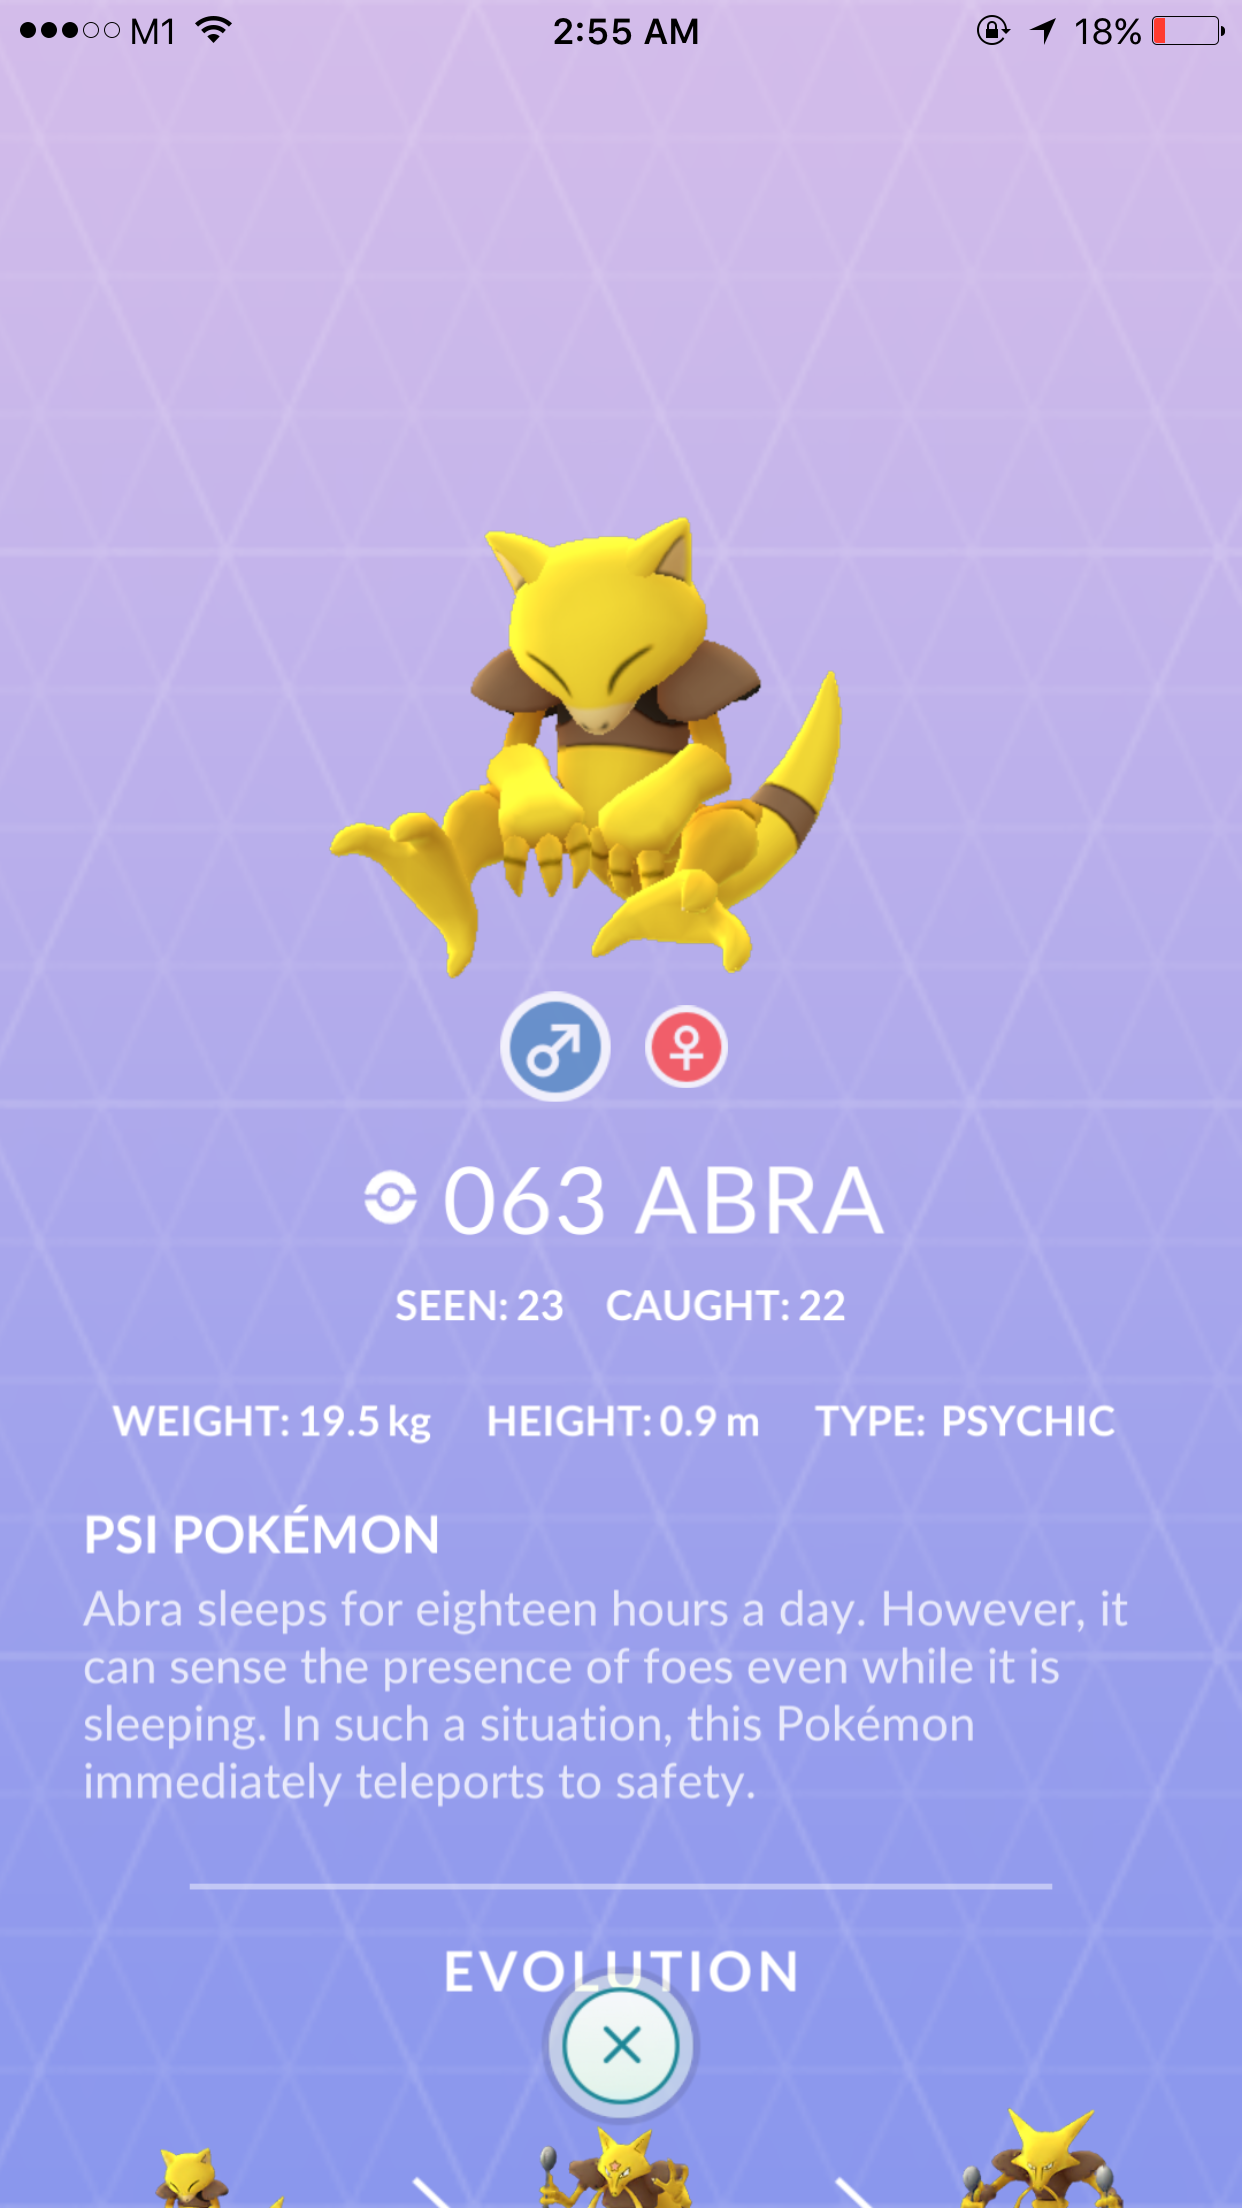 M1 2:55 AM 18%
063 ABRA
SEEN: 23 CAUGHT: 22
WEIGHT: 19.5 kg HEIGHT: 0.9 m TYPE: PSYCHIC
PSI POKÉMON
Abra sleeps for eighteen hours a day. However, it
can sense the presence of foes even while it is
sleeping. In such a situation, this Pokémon
immediately teleports to safety.
EVOLUTION